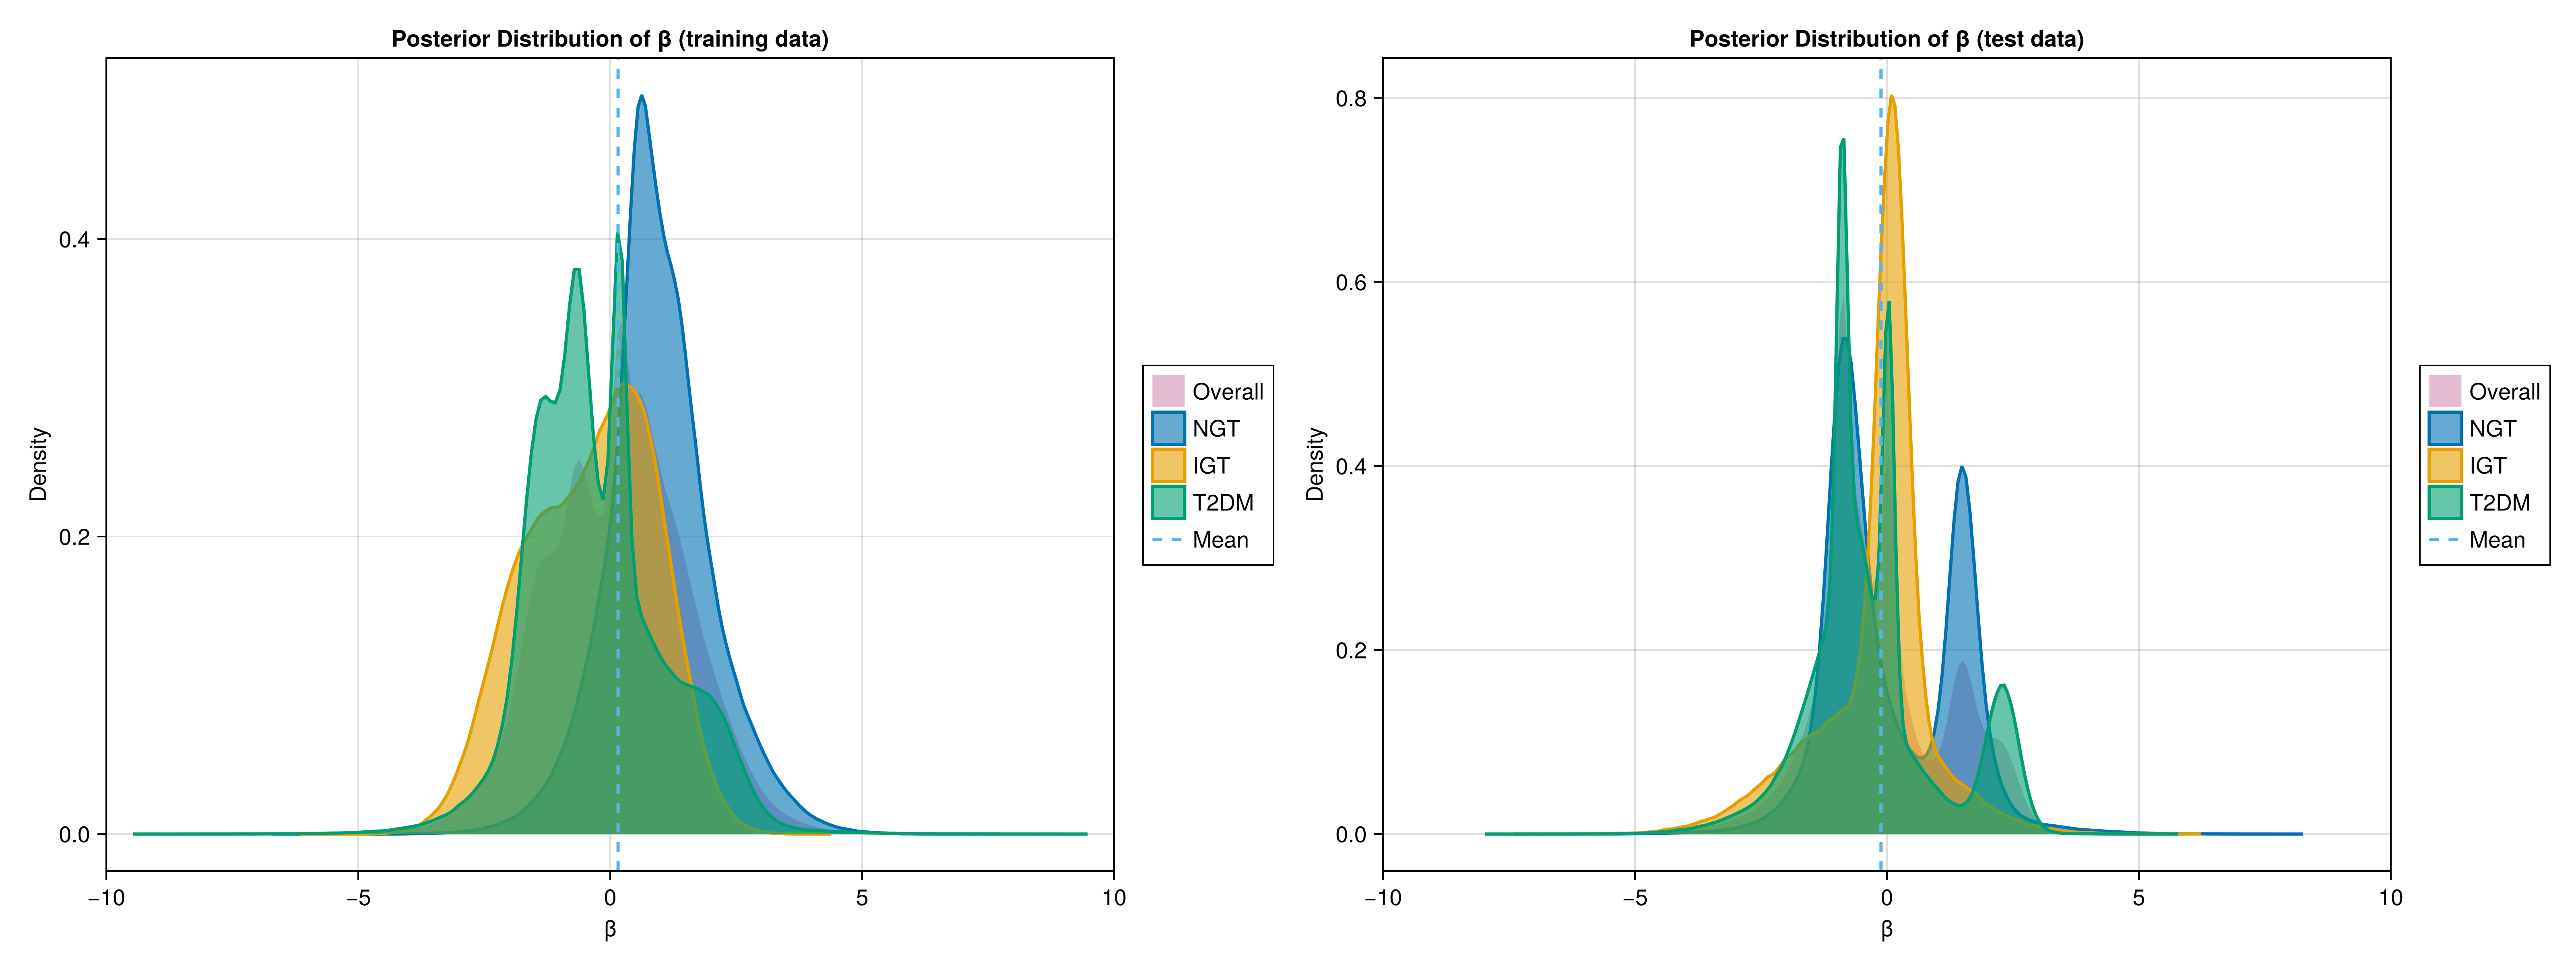 Posterior Distribution of β (training data)
Density
0.4
0.2
0.0
−10
−5
0
5
10
β
Overall
NGT
IGT
T2DM
Mean
Posterior Distribution of β (test data)
Density
0.8
0.6
0.4
0.2
0.0
−10
−5
0
5
10
β
Overall
NGT
IGT
T2DM
Mean